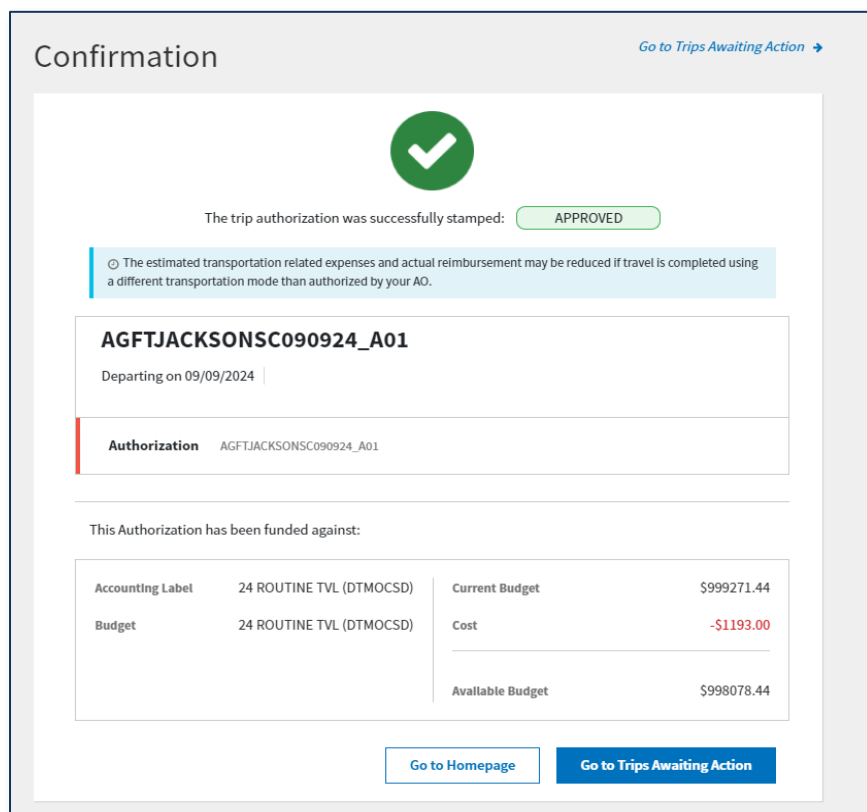 Go to Trips Awaiting Action →
Confirmation
The trip authorization was successfully stamped: APPROVED
The estimated transportation related expenses and actual reimbursement may be reduced if travel is completed using
a different transportation mode than authorized by your AO.
AGFTJACKSONSC090924_A01
Departing on 09/09/2024
Authorization AGFTJACKSONSC090924_A01
This Authorization has been funded against:
Accounting Label 24 ROUTINE TVL (DTMOCSD) Current Budget $999271.44
Budget 24 ROUTINE TVL (DTMOCSD) Cost -$1193.00
Available Budget $998078.44
Go to Homepage Go to Trips Awaiting Action